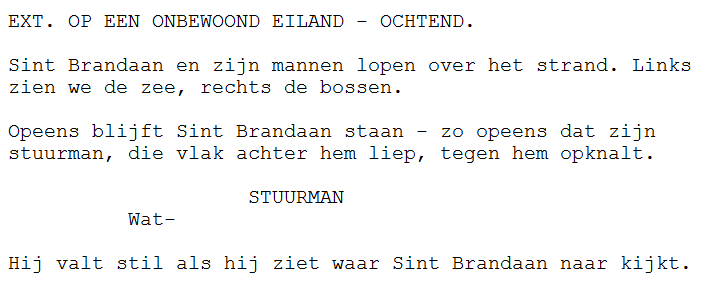 EXT. OP EEN ONBEWOOND EILAND – OCHTEND.
Sint Brandaan en zijn mannen lopen over het strand. Links
zien we de zee, rechts de bossen.
Opeens blijft Sint Brandaan staan – zo opeens dat zijn
stuurman, die vlak achter hem liep, tegen hem opknalt.
STUURMAN
Wat–
Hij valt stil als hij ziet waar Sint Brandaan naar kijkt.